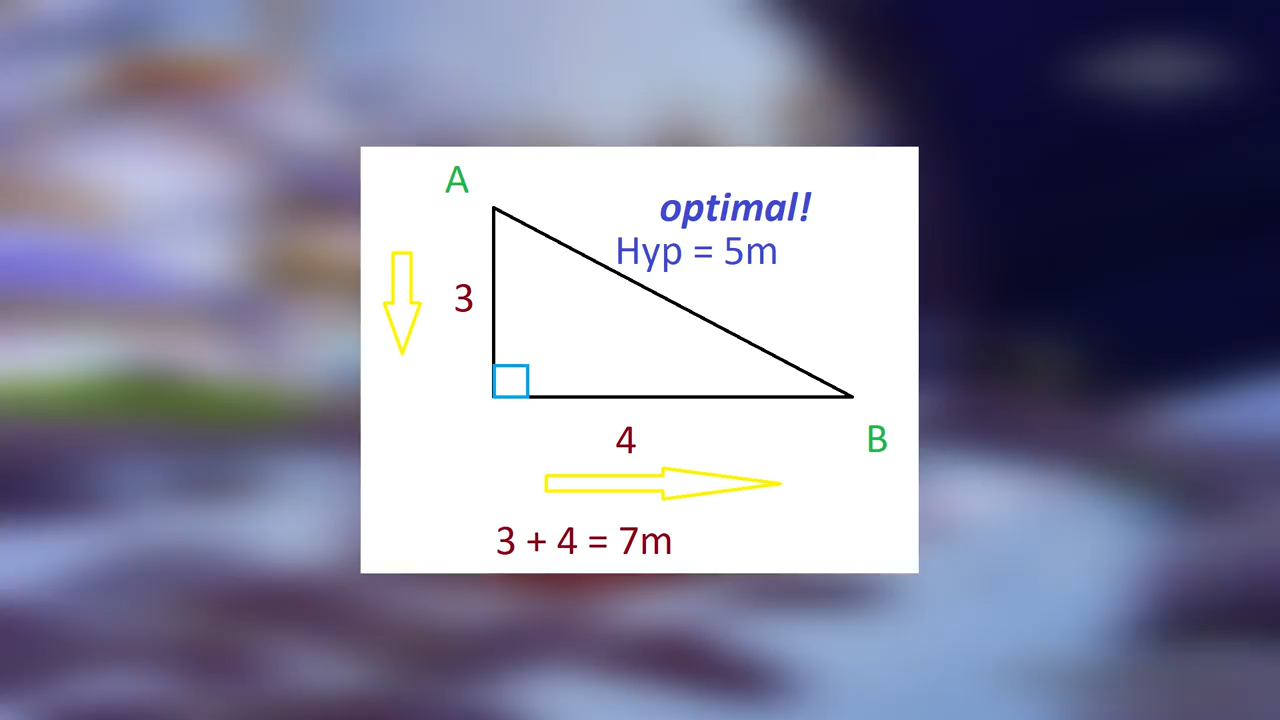 A
optimal!
Hyp = 5m
3
4
B
3 + 4 = 7m